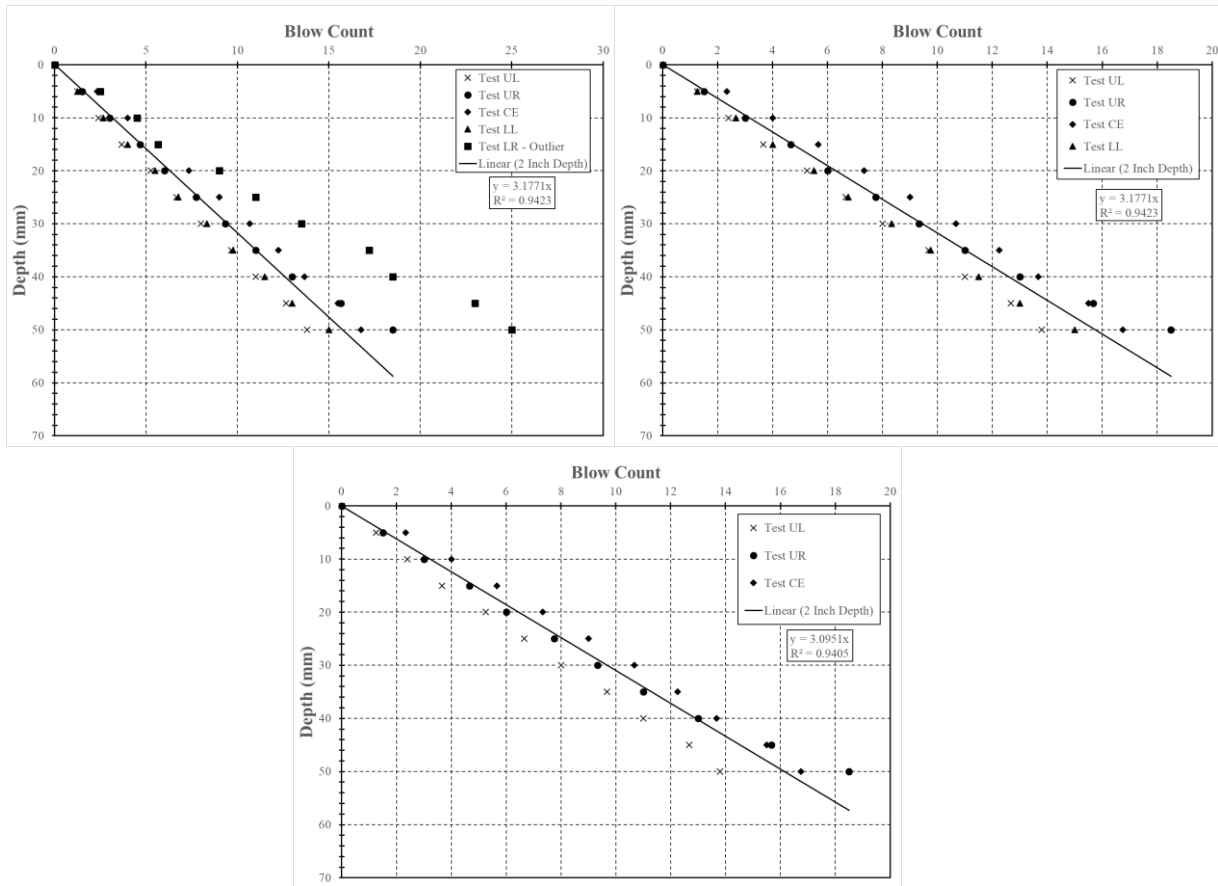 Blow Count
0 5 10 15 20 25 30
0
10
20
30
40
50
60
70
Depth (mm)
Test UL
Test UR
Test CE
Test LL
Test LR - Outlier
Linear (2 Inch Depth)
y = 3.1771x
R² = 0.9423
Blow Count
0 2 4 6 8 10 12 14 16 18 20
0
10
20
30
40
50
60
70
Depth (mm)
Test UL
Test UR
Test CE
Test LL
Linear (2 Inch Depth)
y = 3.1771x
R² = 0.9423
Blow Count
0 2 4 6 8 10 12 14 16 18 20
0
10
20
30
40
50
60
70
Depth (mm)
Test UL
Test UR
Test CE
Linear (2 Inch Depth)
y = 3.0951x
R² = 0.9405